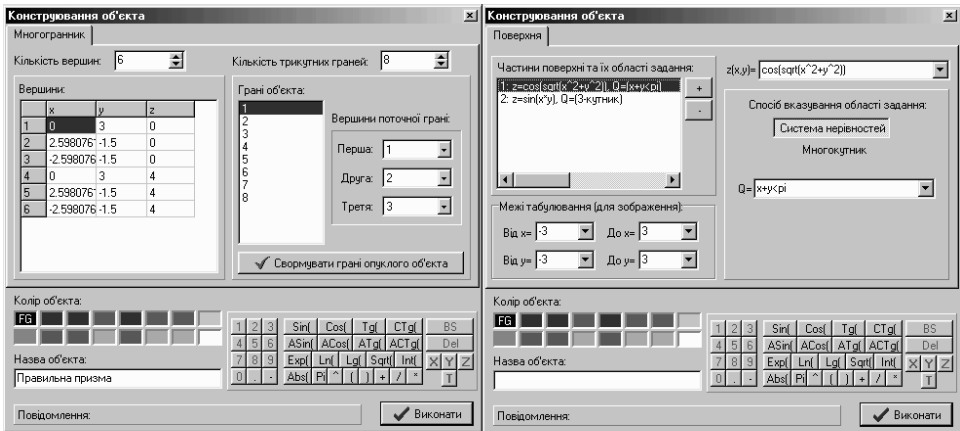 Конструювання об'єкта
Многогранник
Кількість вершин: 6
Кількість трикутних граней: 8
Вершини:
x y z
1 0 3 0
2 2.598076 -1.5 0
3 -2.598076 -1.5 0
4 0 3 4
5 2.598076 -1.5 4
6 -2.598076 -1.5 4
Грані об'єкта:
1
2
3
4
5
6
7
8
Вершини поточної грані:
Перша: 1
Друга: 2
Третя: 3
Свормувати грані опуклого об'єкта
Колір об'єкта:
FG
Назва об'єкта:
Правильна призма
1 2 3 Sin( Cos( Tg( CTg( BS
4 5 6 ASin( ACos( ATg( ACTg( Del
7 8 9 Exp( Ln( Lg( Sqrt( Int( X Y Z
0 . - Abs( Pi ^ ( ) + / * T
Повідомлення:
Виконати
Конструювання об'єкта
Поверхня
Частини поверхні та їх області задання:
1: z=cos(sqrt(x^2+y^2)), Q=(x+y<pi)
2: z=sin(x*y), Q=(3-кутник)
+
-
z(x,y)= cos(sqrt(x^2+y^2))
Спосіб вказування області задання:
Система нерівностей
Многокутник
Q= x+y<pi
Межі табулювання (для зображення):
Від x= -3 До x= 3
Від y= -3 До y= 3
Колір об'єкта:
FG
Назва об'єкта:
1 2 3 Sin( Cos( Tg( CTg( BS
4 5 6 ASin( ACos( ATg( ACTg( Del
7 8 9 Exp( Ln( Lg( Sqrt( Int( X Y Z
0 . - Abs( Pi ^ ( ) + / * T
Повідомлення:
Виконати